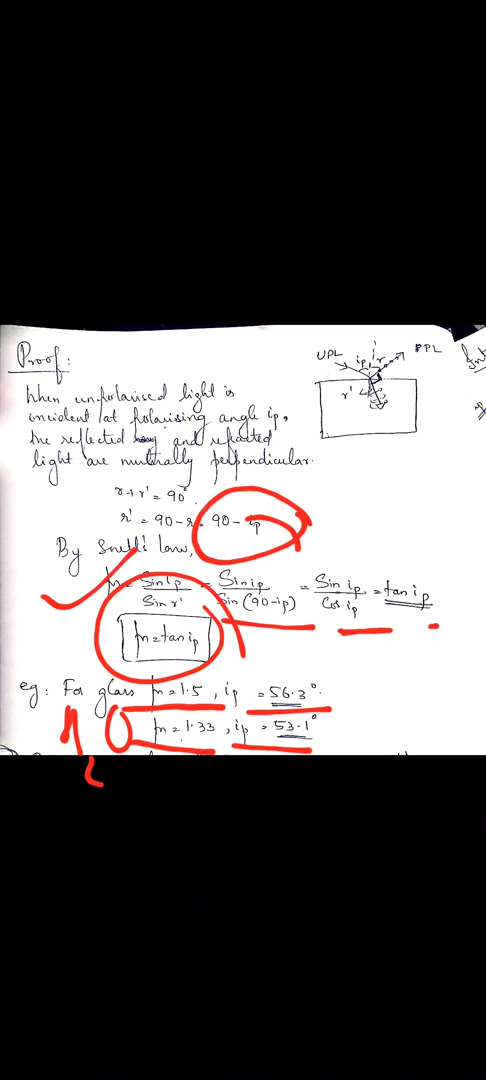 Proof:
UPL
ip
r
PPL
r'
When unpolarised light is
incident at polarising angle ip,
the reflected and refracted
light are mutually perpendicular.
r + r' = 90°.
r' = 90 - r = 90 - ip
By Snell's law,
μ = Sin ip / Sin r' = Sin ip / Sin (90-ip) = Sin ip / Cos ip = tan ip
μ = tan ip
eg: For glass μ = 1.5, ip = 56.3°.
μ = 1.33, ip = 53.1°